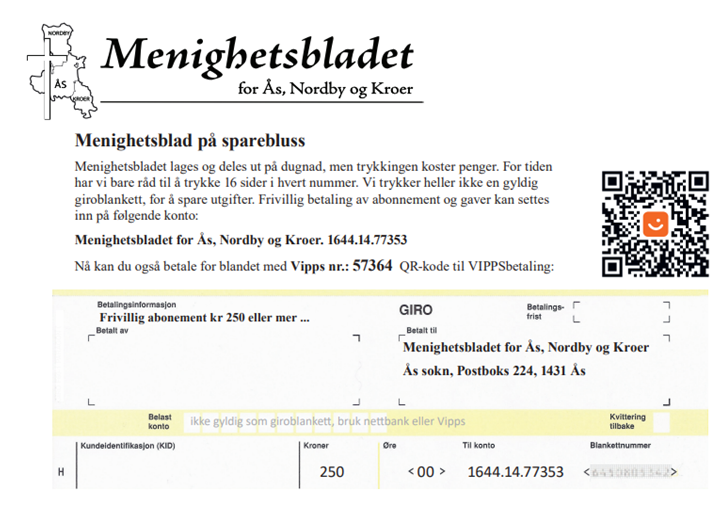 NORDBY
ÅS
KROER
Menighetsbladet
for Ås, Nordby og Kroer
Menighetsblad på sparebluss
Menighetsbladet lages og deles ut på dugnad, men trykkingen koster penger. For tiden
har vi bare råd til å trykke 16 sider i hvert nummer. Vi trykker heller ikke en gyldig
giroblankett, for å spare utgifter. Frivillig betaling av abonnement og gaver kan settes
inn på følgende konto:
Menighetsbladet for Ås, Nordby og Kroer. 1644.14.77353
Nå kan du også betale for blandet med Vipps nr.: 57364 QR-kode til VIPPSbetaling:
Betalingsinformasjon
Frivillig abonement kr 250 eller mer ...
GIRO
Betalings-
frist
Betalt av
Betalt til
Menighetsbladet for Ås, Nordby og Kroer
Ås sokn, Postboks 224, 1431 Ås
Belast
konto
ikke gyldig som giroblankett, bruk nettbank eller Vipps
Kvittering
tilbake
Kundeidentifikasjon (KID)
Kroner
Øre
Til konto
Blankettnummer
H
250
<00>
1644.14.77353
< >